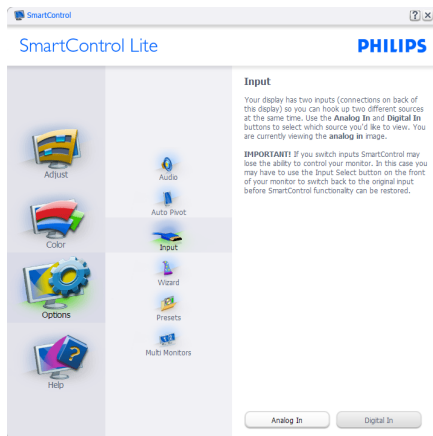 SmartControl
SmartControl Lite
PHILIPS
Adjust
Color
Options
Help
Audio
Auto Pivot
Input
Wizard
Presets
Multi Monitors
Input
Your display has two inputs (connections on back of
this display) so you can hook up two different sources
at the same time. Use the Analog In and Digital In
buttons to select which source you'd like to view. You
are currently viewing the analog in image.
IMPORTANT! If you switch inputs SmartControl may
lose the ability to control your monitor. In this case you
may have to use the Input Select button on the front
of your monitor to switch back to the original input
before SmartControl functionality can be restored.
Analog In
Digital In